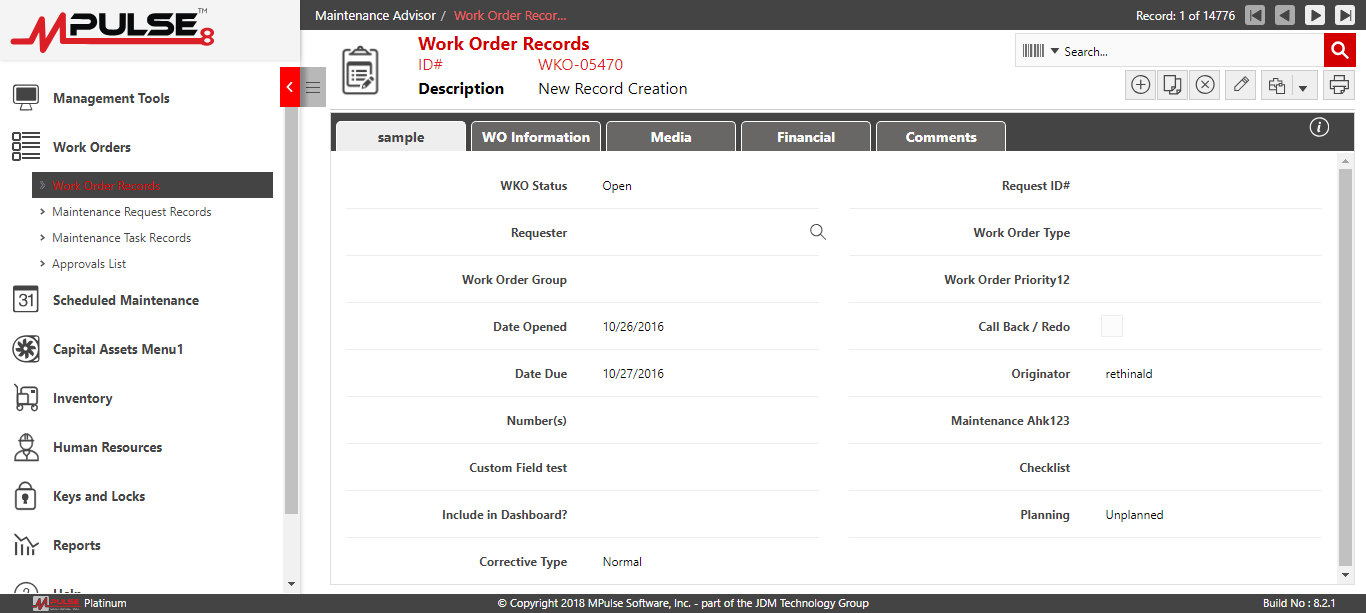 MPULSE 8 ™
Maintenance Advisor / Work Order Recor...
Record: 1 of 14776
Management Tools
Work Orders
Work Order Records
Maintenance Request Records
Maintenance Task Records
Approvals List
31 Scheduled Maintenance
Capital Assets Menu1
Inventory
Human Resources
Keys and Locks
Reports
Help
Work Order Records
ID# WKO-05470
Description New Record Creation
Search...
sample WO Information Media Financial Comments
WKO Status Open
Request ID#
Requester
Work Order Type
Work Order Group
Work Order Priority12
Date Opened 10/26/2016
Call Back / Redo
Date Due 10/27/2016
Originator rethinald
Number(s)
Maintenance Ahk123
Custom Field test
Checklist
Include in Dashboard?
Planning Unplanned
Corrective Type Normal
MPULSE Platinum
© Copyright 2018 MPulse Software, Inc. - part of the JDM Technology Group
Build No : 8.2.1